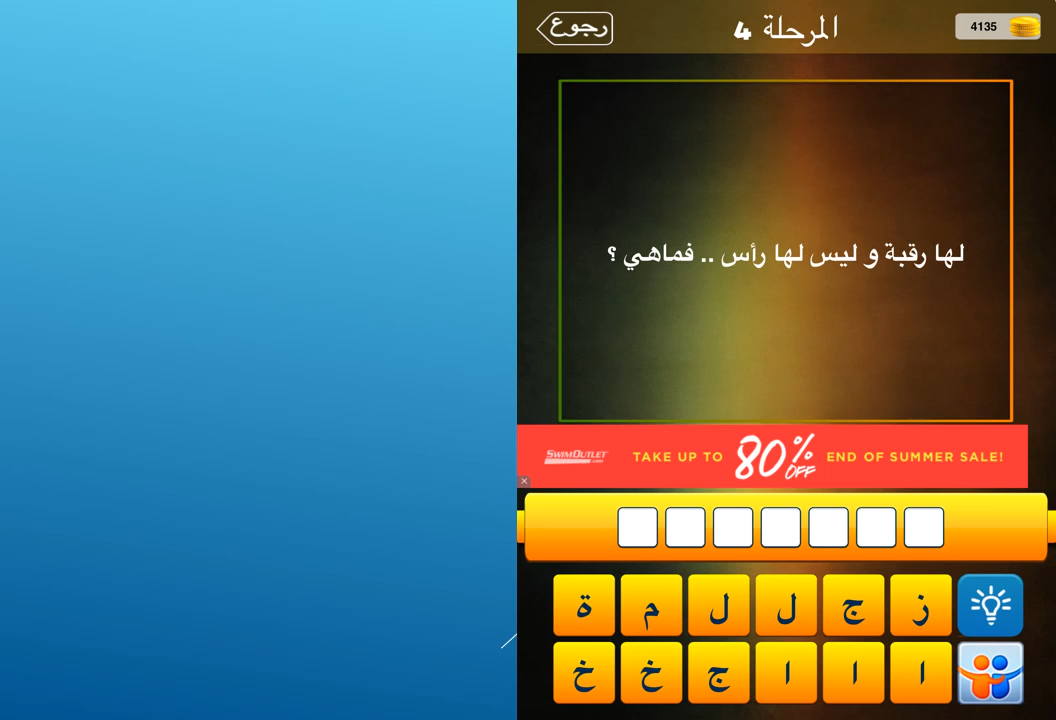 رجوع
المرحلة 4
4135
لها رقبة و ليس لها رأس .. فماهي ؟
SWIMOUTLET.com TAKE UP TO 80% OFF END OF SUMMER SALE!
ز ج ل ل م ة
ا ا ا ج خ خ